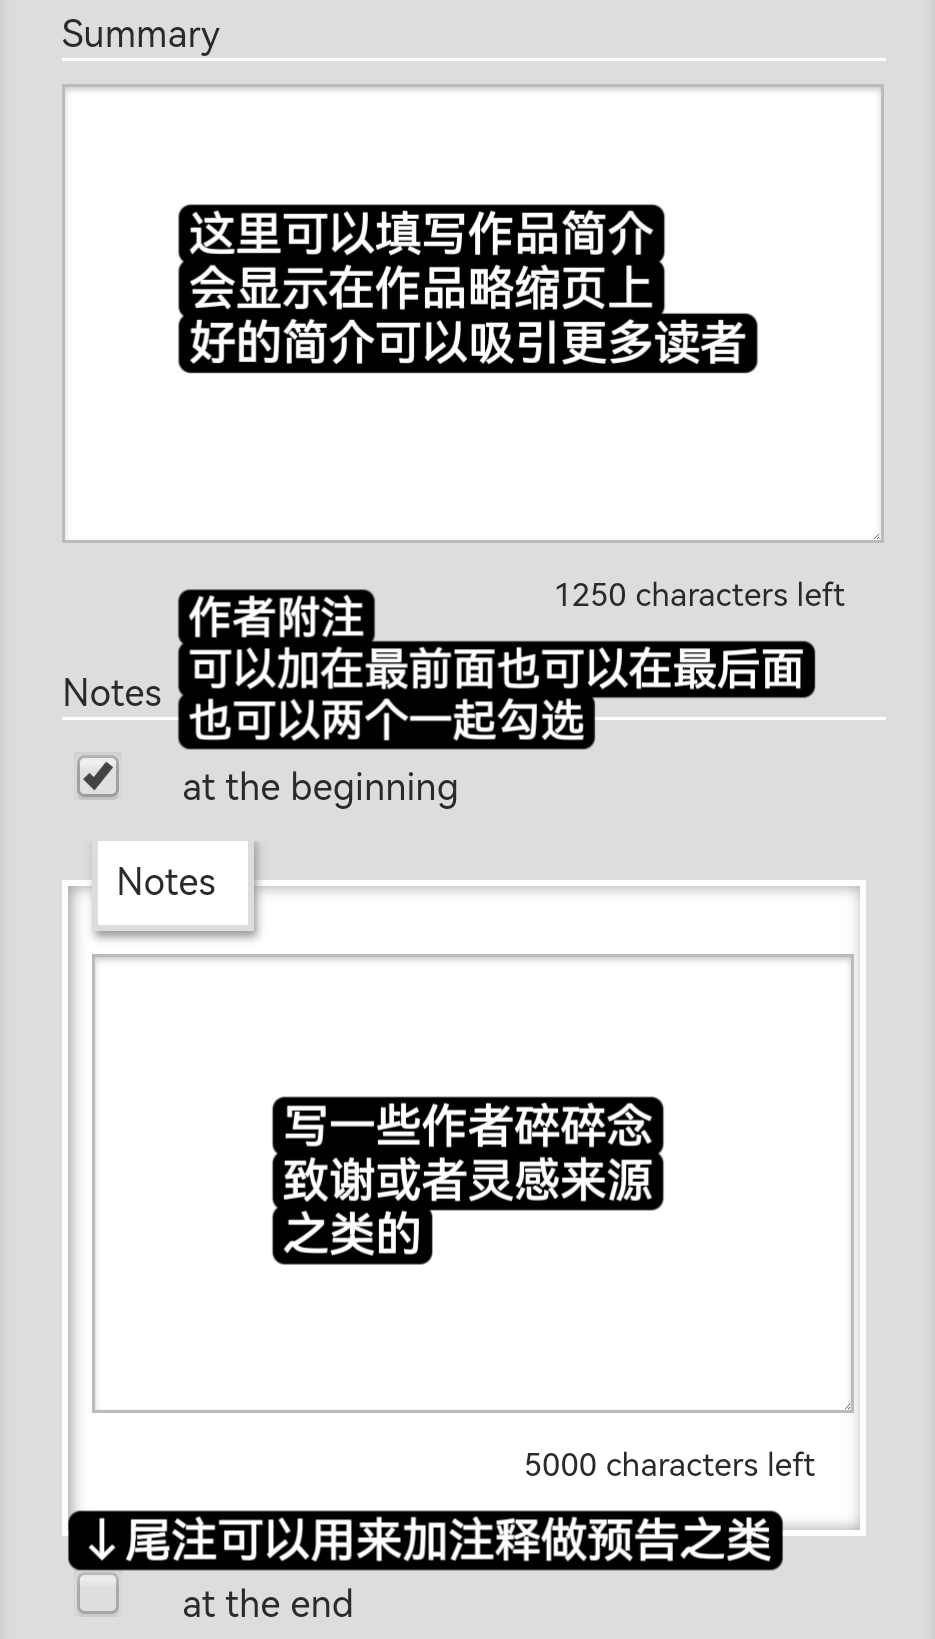 Summary
这里可以填写作品简介
会显示在作品略缩页上
好的简介可以吸引更多读者
1250 characters left
作者附注
可以加在最前面也可以在最后面
Notes
也可以两个一起勾选
at the beginning
Notes
写一些作者碎碎念
致谢或者灵感来源
之类的
5000 characters left
↓尾注可以用来加注释做预告之类
at the end